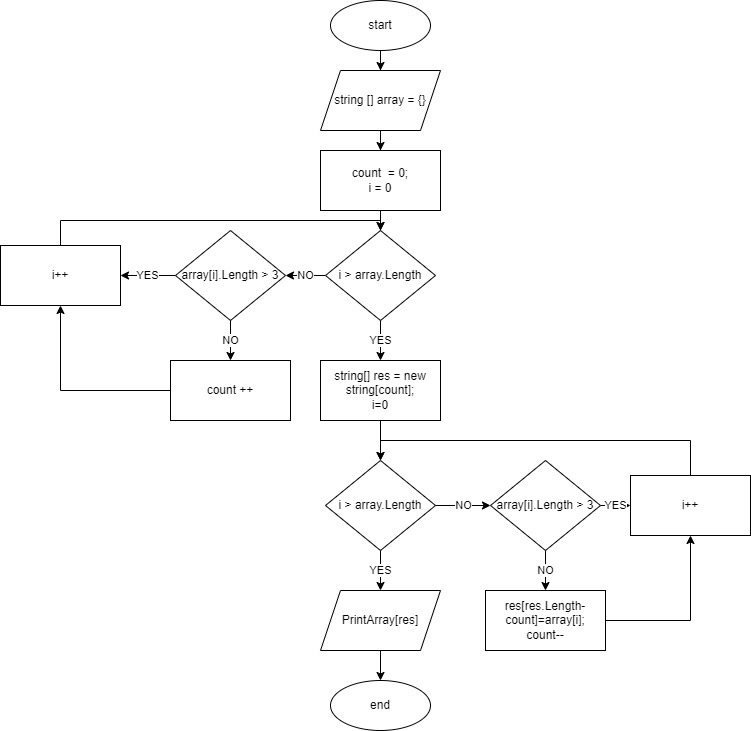 start
string [] array = {}
count  = 0;
i = 0
i++
YES
array[i].Length > 3
NO
i > array.Length
NO
YES
count ++
string[] res = new
string[count];
i=0
i > array.Length
NO
array[i].Length > 3
YES
i++
YES
NO
PrintArray[res]
res[res.Length-
count]=array[i];
count--
end